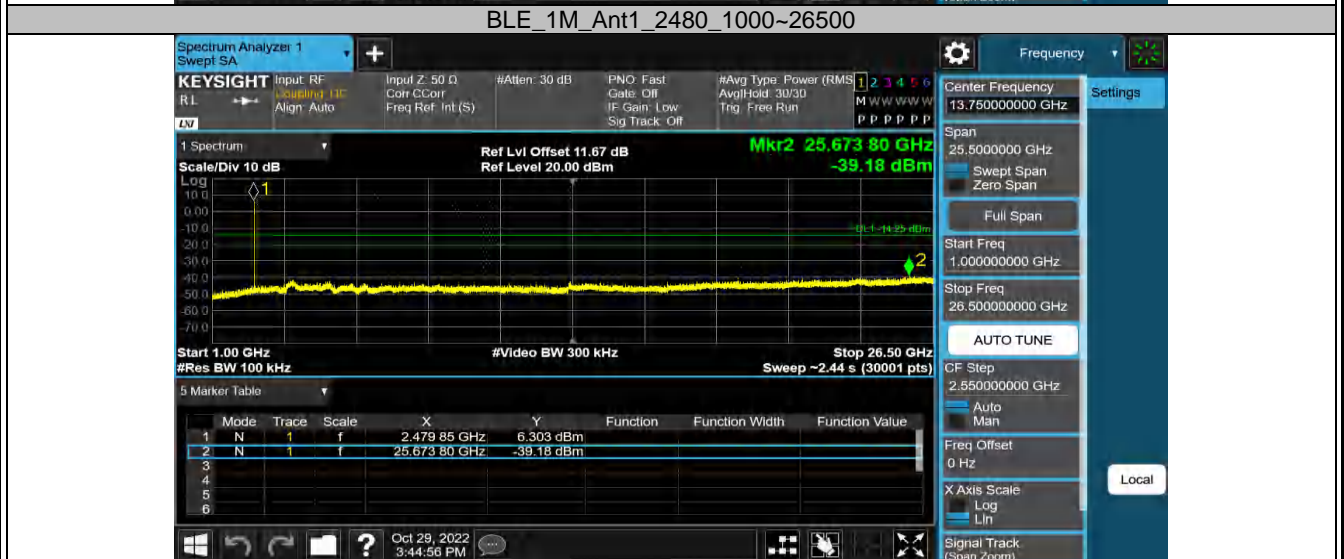 BLE_1M_Ant1_2480_1000~26500
Spectrum Analyzer 1
Swept SA
Frequency
KEYSIGHT
RL
LXI
Input: RF
Coupling: DC
Align: Auto
Input Z: 50 Ω
Corr CCorr
Freq Ref: Int (S)
#Atten: 30 dB
PNO: Fast
Gate: Off
IF Gain: Low
Sig Track: Off
#Avg Type: Power (RMS
Avg|Hold: 30/30
Trig: Free Run
1 2 3 4 5 6
M W W W W W
P P P P P P
Center Frequency
13.750000000 GHz
Settings
1 Spectrum
Scale/Div 10 dB
Ref Lvl Offset 11.67 dB
Ref Level 20.00 dBm
Mkr2 25.673 80 GHz
-39.18 dBm
Span
25.5000000 GHz
Swept Span
Zero Span
Full Span
Log
10.0
0.00
-10.0
-20.0
-30.0
-40.0
-50.0
-60.0
-70.0
1
DL1 -14.25 dBm
2
Start Freq
1.000000000 GHz
Stop Freq
26.500000000 GHz
AUTO TUNE
Start 1.00 GHz
#Res BW 100 kHz
#Video BW 300 kHz
Stop 26.50 GHz
Sweep ~2.44 s (30001 pts)
CF Step
2.550000000 GHz
Auto
Man
5 Marker Table
Mode Trace Scale X Y Function Function Width Function Value
1 N 1 f 2.479 85 GHz 6.303 dBm
2 N 1 f 25.673 80 GHz -39.18 dBm
3
4
5
6
Freq Offset
0 Hz
X Axis Scale
Log
Lin
Local
Signal Track
(Span Zoom)
?
Oct 29, 2022
3:44:56 PM